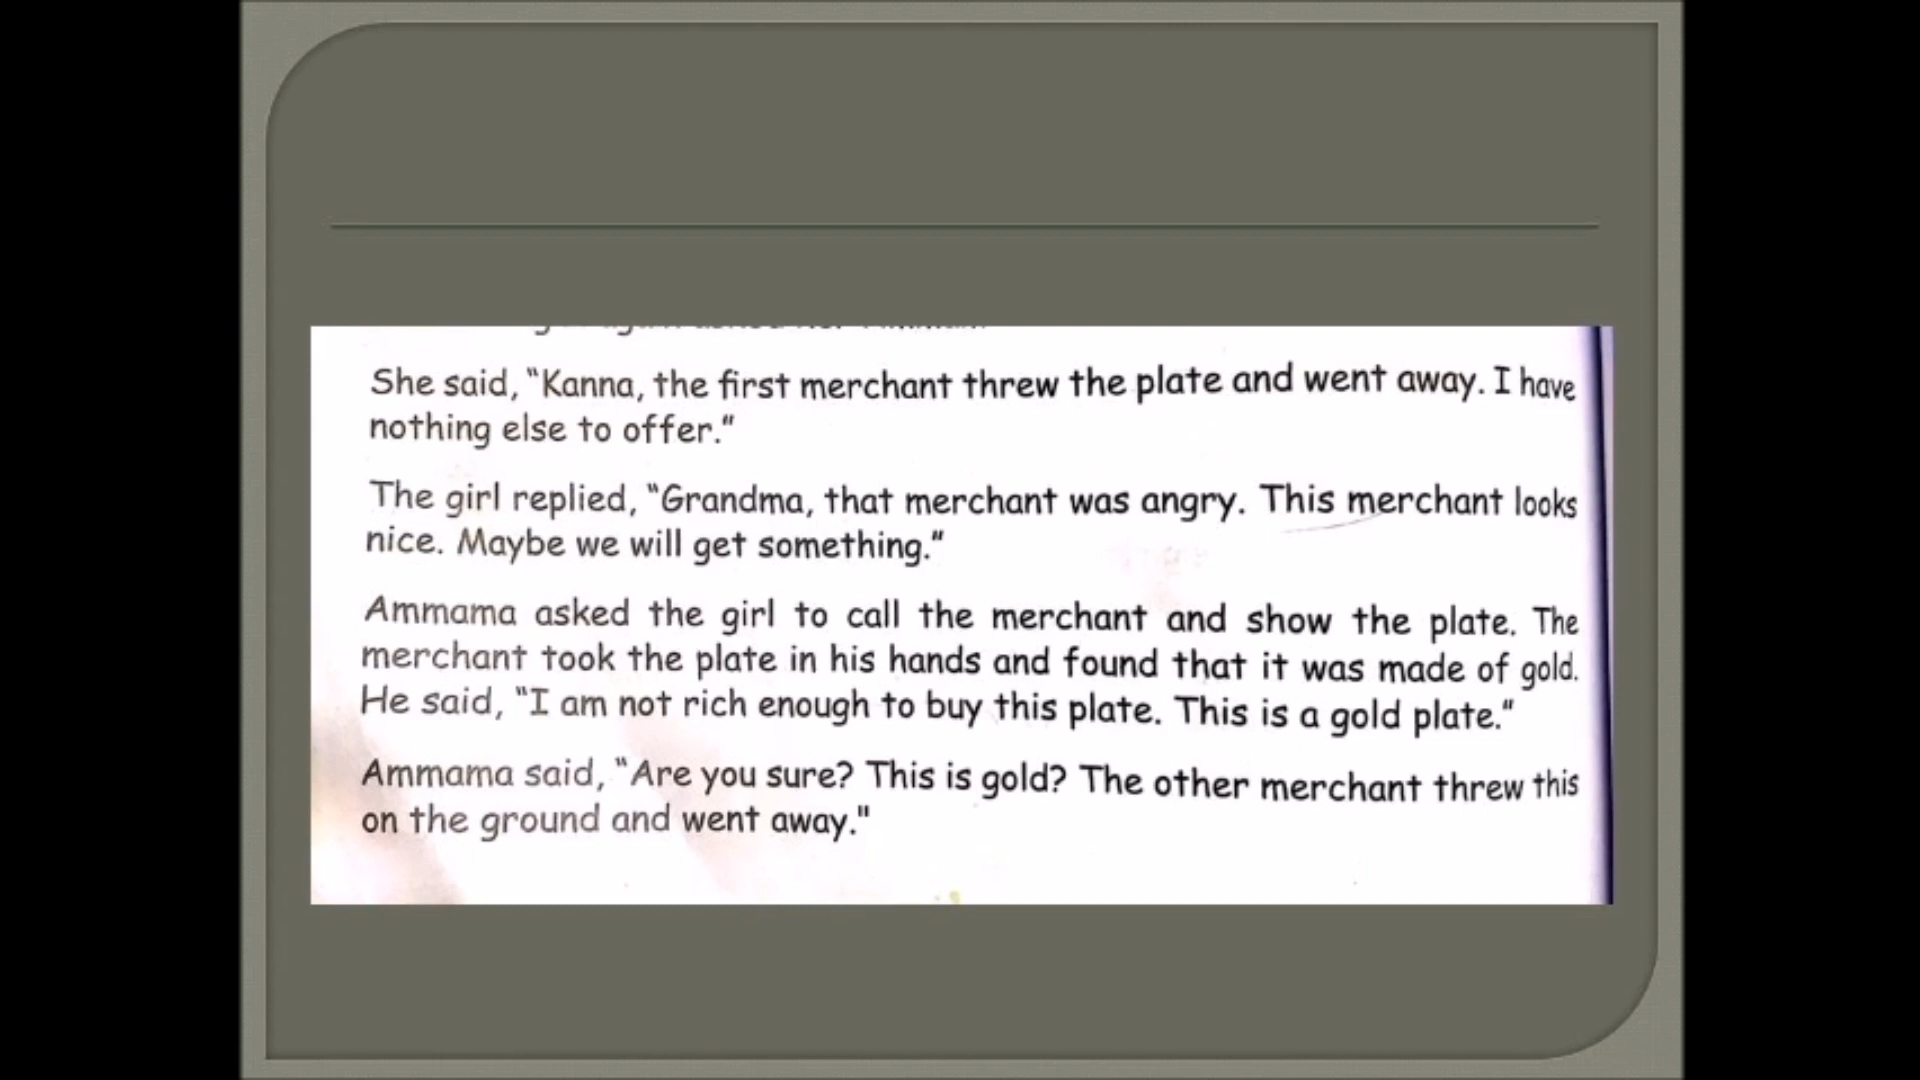 She said, “Kanna, the first merchant threw the plate and went away. I have
nothing else to offer.”
The girl replied, “Grandma, that merchant was angry. This merchant looks
nice. Maybe we will get something.”
Ammama asked the girl to call the merchant and show the plate. The
merchant took the plate in his hands and found that it was made of gold.
He said, “I am not rich enough to buy this plate. This is a gold plate.”
Ammama said, “Are you sure? This is gold? The other merchant threw this
on the ground and went away."